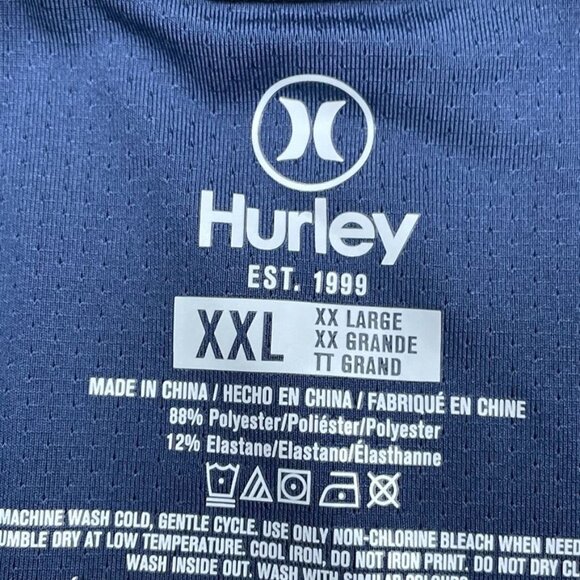 Hurley
EST. 1999
XXL
XX LARGE
XX GRANDE
TT GRAND
MADE IN CHINA / HECHO EN CHINA / FABRIQUÉ EN CHINE
88% Polyester/Poliéster/Polyester
12% Elastane/Elastano/Élasthanne
MACHINE WASH COLD, GENTLE CYCLE. USE ONLY NON-CHLORINE BLEACH WHEN NEED
UMBLE DRY AT LOW TEMPERATURE. COOL IRON, DO NOT IRON PRINT. DO NOT DRY CL
WASH INSIDE OUT. WASH WITH